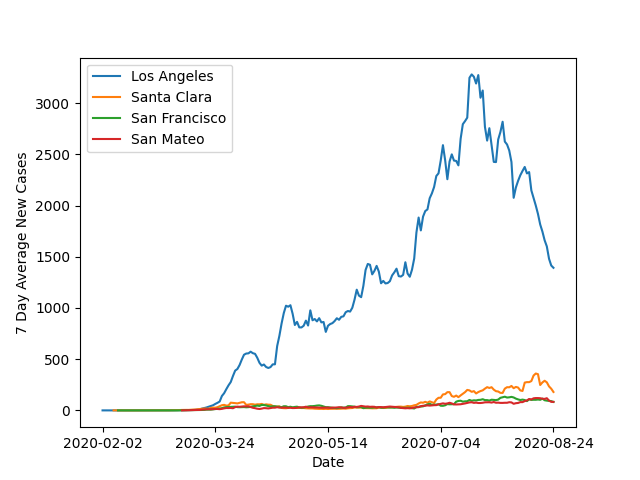 Los Angeles
Santa Clara
San Francisco
San Mateo
7 Day Average New Cases
3000
2500
2000
1500
1000
500
0
2020-02-02 2020-03-24 2020-05-14 2020-07-04 2020-08-24
Date